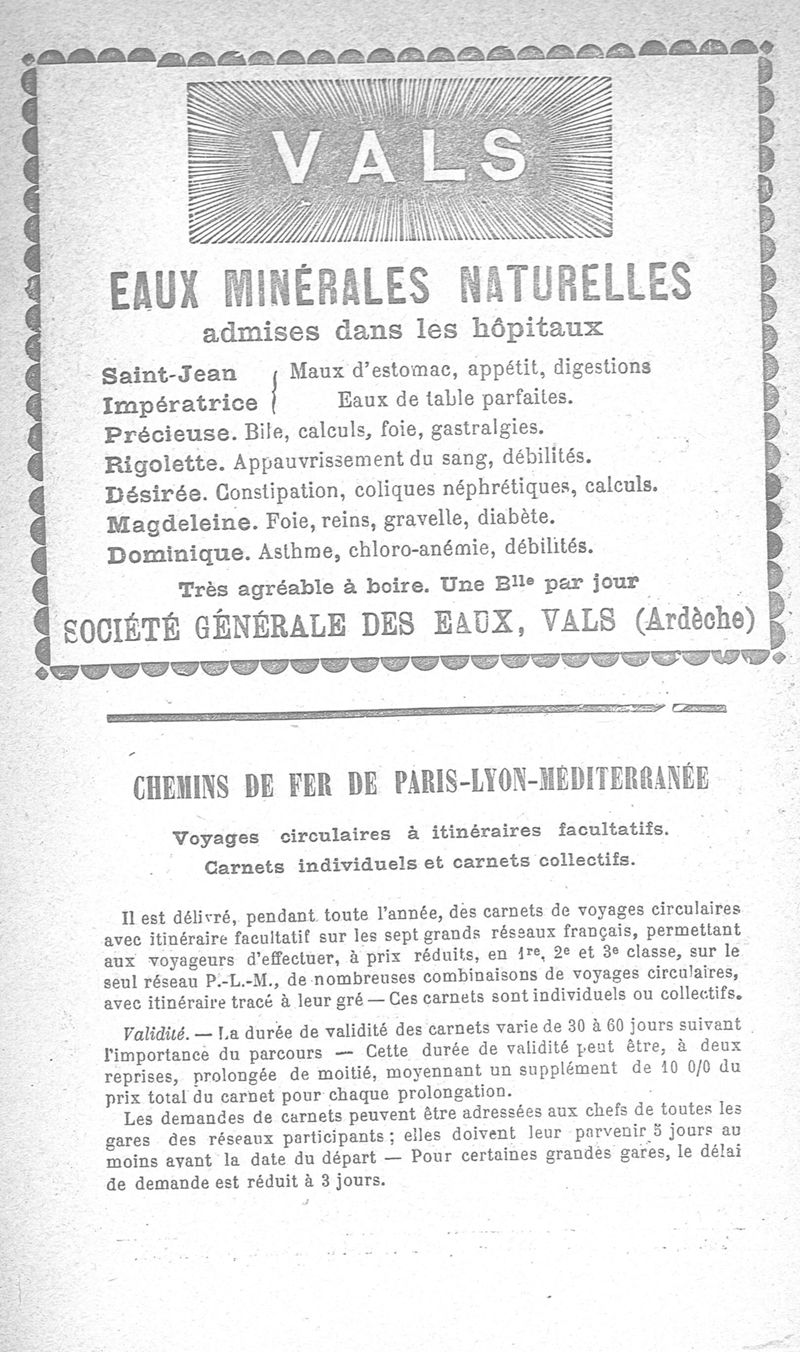 VALS
EAUX MINÉRALES NATURELLES
admises dans les hôpitaux
Saint-Jean { Maux d'estomac, appétit, digestions
Impératrice { Eaux de table parfaites.
Précieuse. Bile, calculs, foie, gastralgies.
Rigolette. Appauvrissement du sang, débilités.
Désirée. Constipation, coliques néphrétiques, calculs.
Magdeleine. Foie, reins, gravelle, diabète.
Dominique. Asthme, chloro-anémie, débilités.
Très agréable à boire. Une Blle par jour
SOCIÉTÉ GÉNÉRALE DES EAUX, VALS (Ardèche)
CHEMINS DE FER DE PARIS-LYON-MÉDITERRANÉE
Voyages circulaires à itinéraires facultatifs.
Carnets individuels et carnets collectifs.
Il est délivré, pendant toute l'année, des carnets de voyages circulaires
avec itinéraire facultatif sur les sept grands réseaux français, permettant
aux voyageurs d'effectuer, à prix réduits, en 1re, 2e et 3e classe, sur le
seul réseau P.-L.-M., de nombreuses combinaisons de voyages circulaires,
avec itinéraire tracé à leur gré — Ces carnets sont individuels ou collectifs.
Validité. — La durée de validité des carnets varie de 30 à 60 jours suivant
l'importance du parcours — Cette durée de validité peut être, à deux
reprises, prolongée de moitié, moyennant un supplément de 10 0/0 du
prix total du carnet pour chaque prolongation.
Les demandes de carnets peuvent être adressées aux chefs de toutes les
gares des réseaux participants ; elles doivent leur parvenir 5 jours au
moins avant la date du départ — Pour certaines grandes gares, le délai
de demande est réduit à 3 jours.